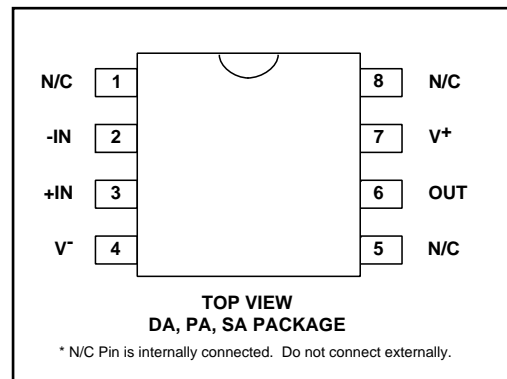 N/C 1 8 N/C
-IN 2 7 V+
+IN 3 6 OUT
V- 4 5 N/C
TOP VIEW
DA, PA, SA PACKAGE
* N/C Pin is internally connected. Do not connect externally.